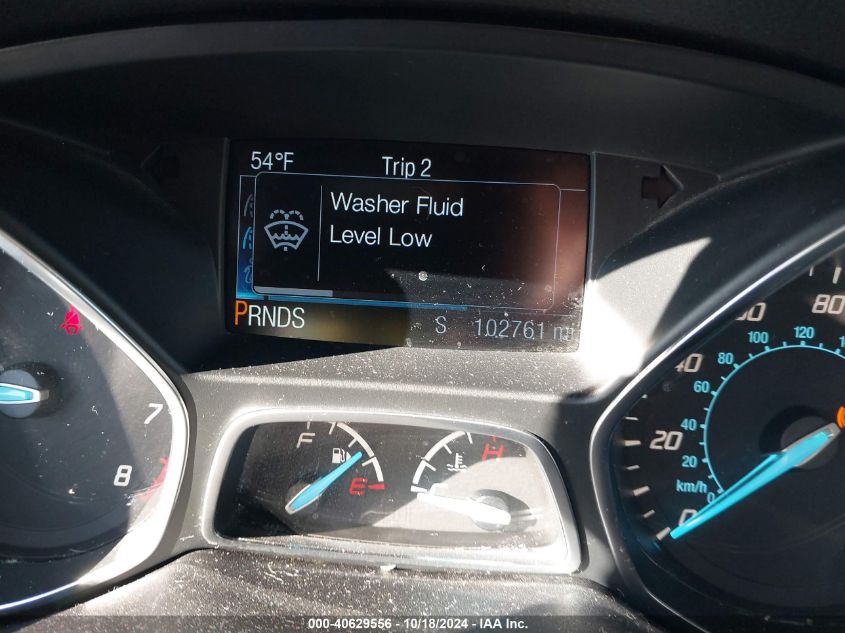 54°F Trip 2
Washer Fluid
Level Low
PRNDS S 102761 mi
7
8
F
E
H
0
20
40
80
km/h
0
20
40
60
80
100
120
000-40629556 - 10/18/2024 - IAA, Inc.